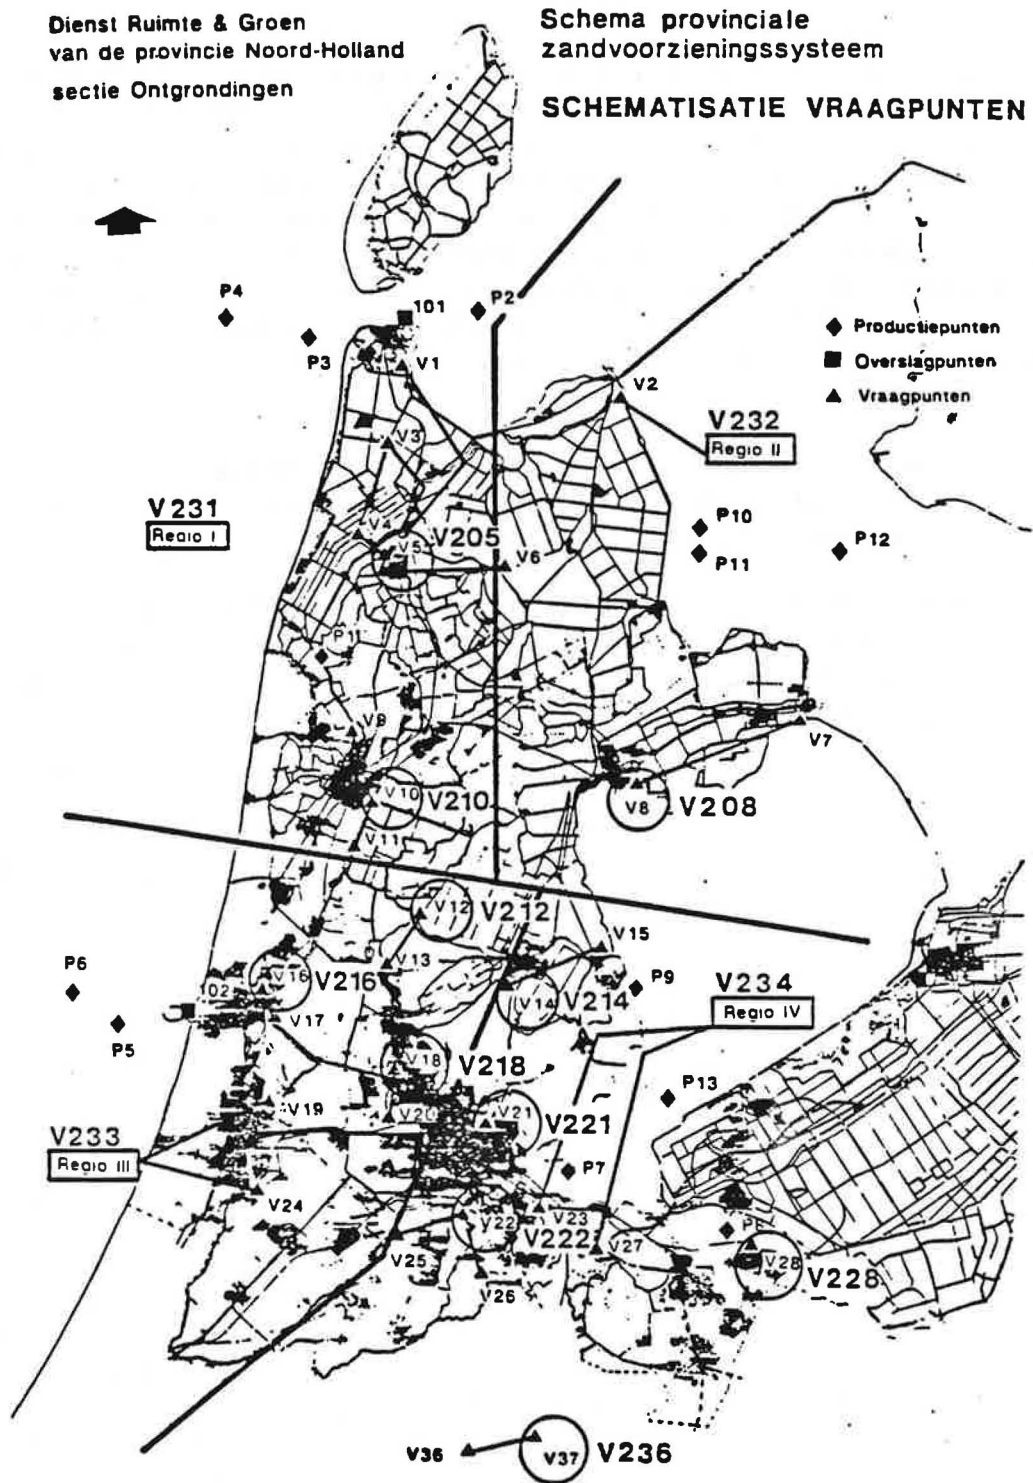 Dienst Ruimte & Groen
van de provincie Noord-Holland
sectie Ontgrondingen
Schema provinciale
zandvoorzieningssysteem
SCHEMATISATIE VRAAGPUNTEN
P4
101
P2
P3
V1
Productiepunten
Overslagpunten
Vraagpunten
V2
V232
Regio II
V3
V231
Regio I
V4
V5
V205
V6
P10
P11
P12
P1
V9
V7
V10
V210
V8
V208
V11
V12
V212
V15
V13
P6
V16
V216
V14
V214
P9
V234
Regio IV
P5
V17
V18
V218
P13
V19
V20
V21
V221
V233
Regio III
P7
V24
V22
V23
V222
V27
V25
V28
V228
V26
V36
V37
V236